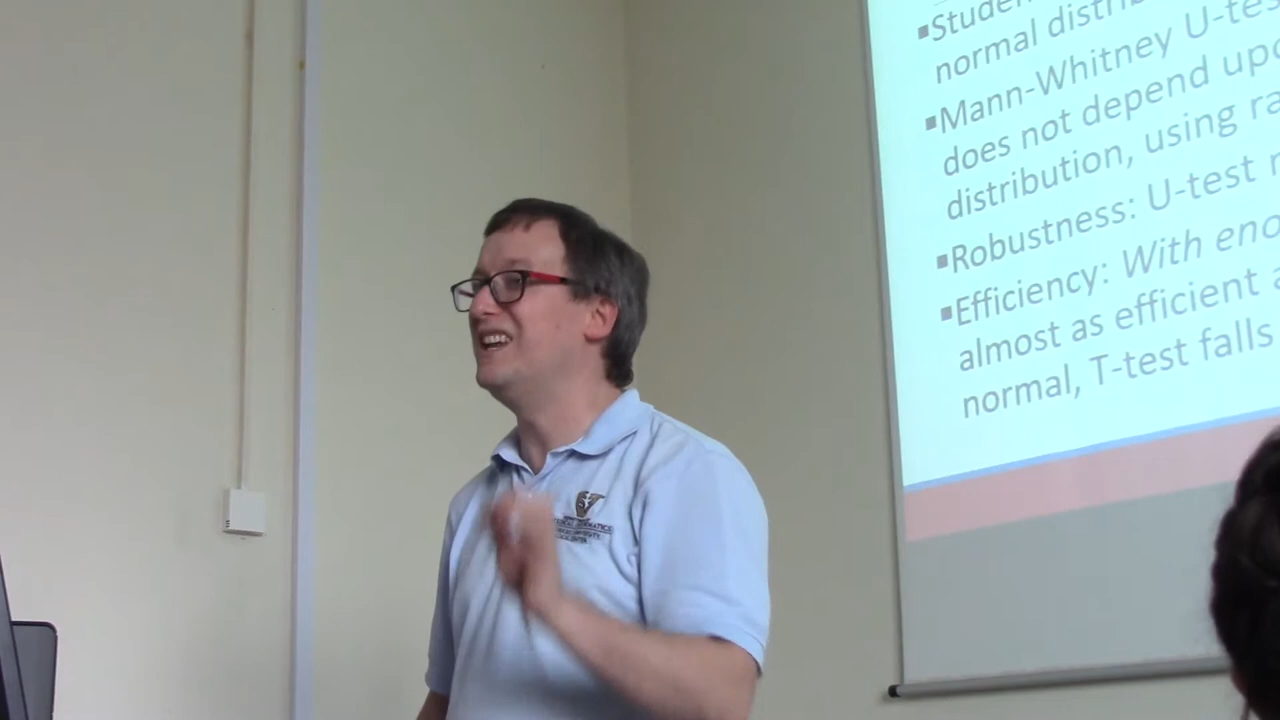 ▪Studen
normal distrib
▪Mann-Whitney U-tes
does not depend upo
distribution, using ra
▪Robustness: U-test
▪Efficiency: With eno
almost as efficient
normal, T-test falls